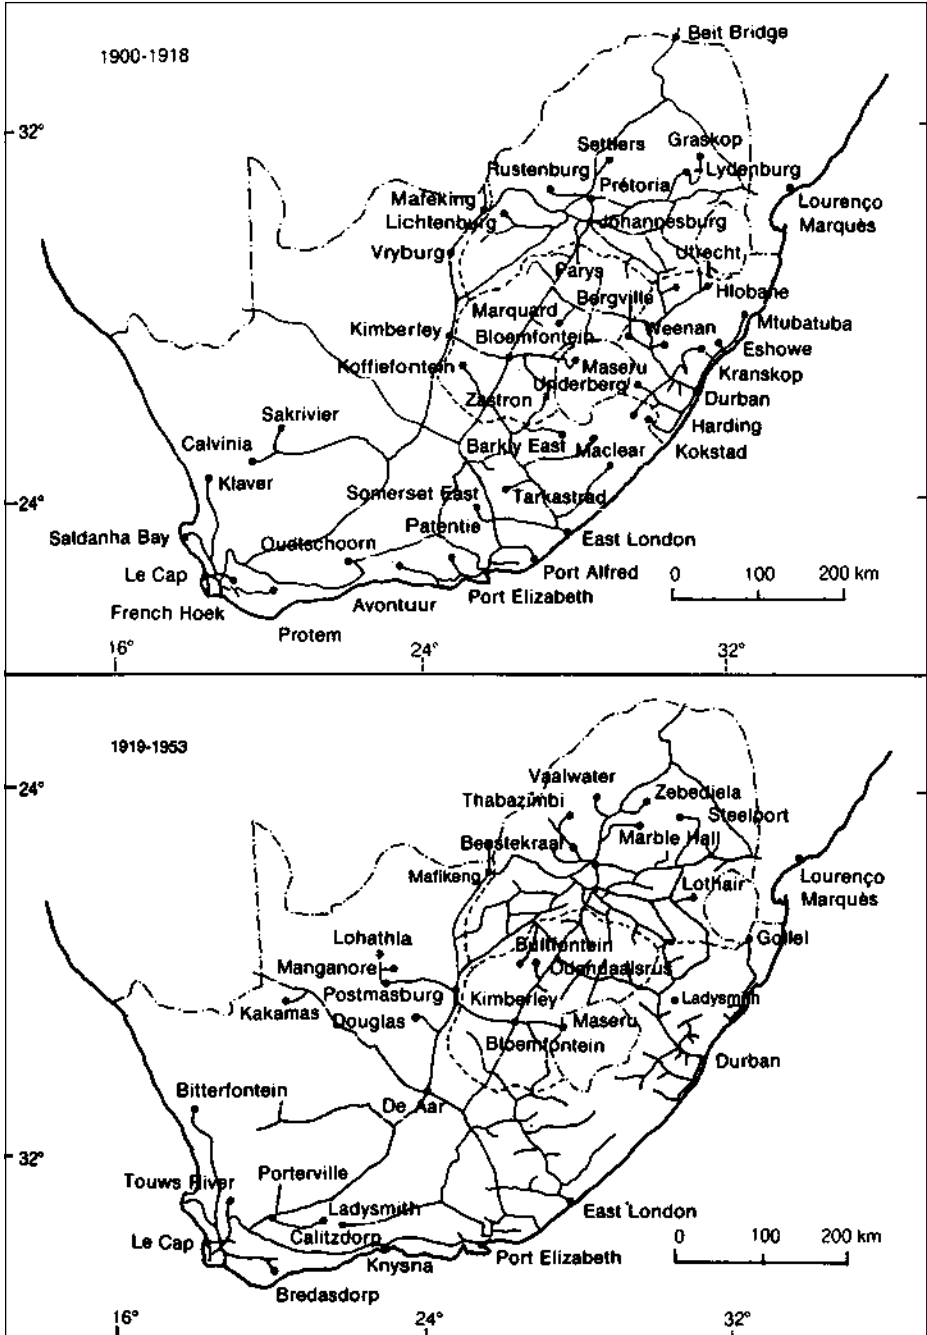 1900-1918
Beit Bridge
32°
Settlers
Graskop
Rustenburg
Lydenburg
Prétoria
Mafeking
Lourenço
Marquès
Lichtenburg
Johannesburg
Vryburg
Utrecht
Parys
Bergville
Hlobane
Marquard
Mtubatuba
Kimberley
Bloemfontein
Weenan
Eshowe
Koffiefontein
Maseru
Kranskop
Underberg
Zastron
Durban
Sakrivier
Harding
Calvinia
Barkly East
Maclear
Kokstad
Klaver
24°
Somerset East
Tarkastrad
Patentie
Saldanha Bay
Oudtschoorn
East London
Le Cap
Port Alfred
0 100 200 km
French Hoek
Avontuur
Port Elizabeth
Protem
16° 24° 32°
1919-1953
24°
Vaalwater
Thabazimbi
Zebediela
Steelport
Beestekraal
Marble Hall
Mafikeng
Lothair
Lourenço
Marquès
Lohathla
Bultfontein
Gollel
Manganore
Odendaalsrus
Postmasburg
Kimberley
Ladysmith
Kakamas
Douglas
Maseru
Bloemfontein
Durban
Bitterfontein
De Aar
32°
Touws River
Porterville
Ladysmith
East London
Le Cap
Calitzdorp
0 100 200 km
Knysna
Port Elizabeth
Bredasdorp
16° 24° 32°